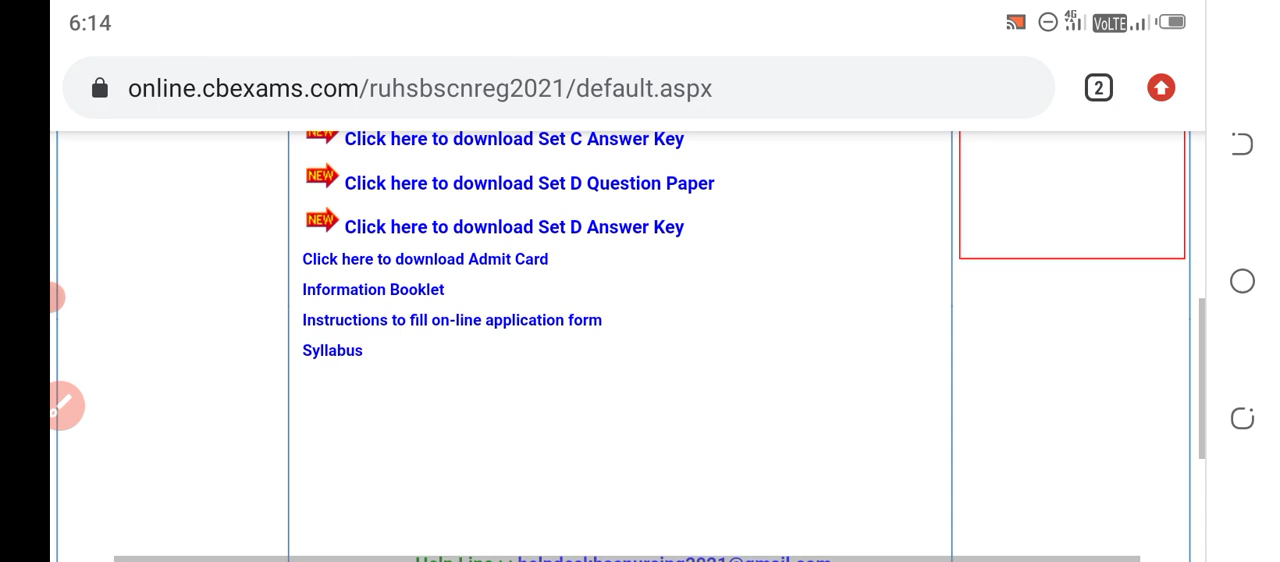 6:14
4G
VoLTE
online.cbexams.com/ruhsbscnreg2021/default.aspx
2
NEW Click here to download Set C Answer Key
NEW Click here to download Set D Question Paper
NEW Click here to download Set D Answer Key
Click here to download Admit Card
Information Booklet
Instructions to fill on-line application form
Syllabus